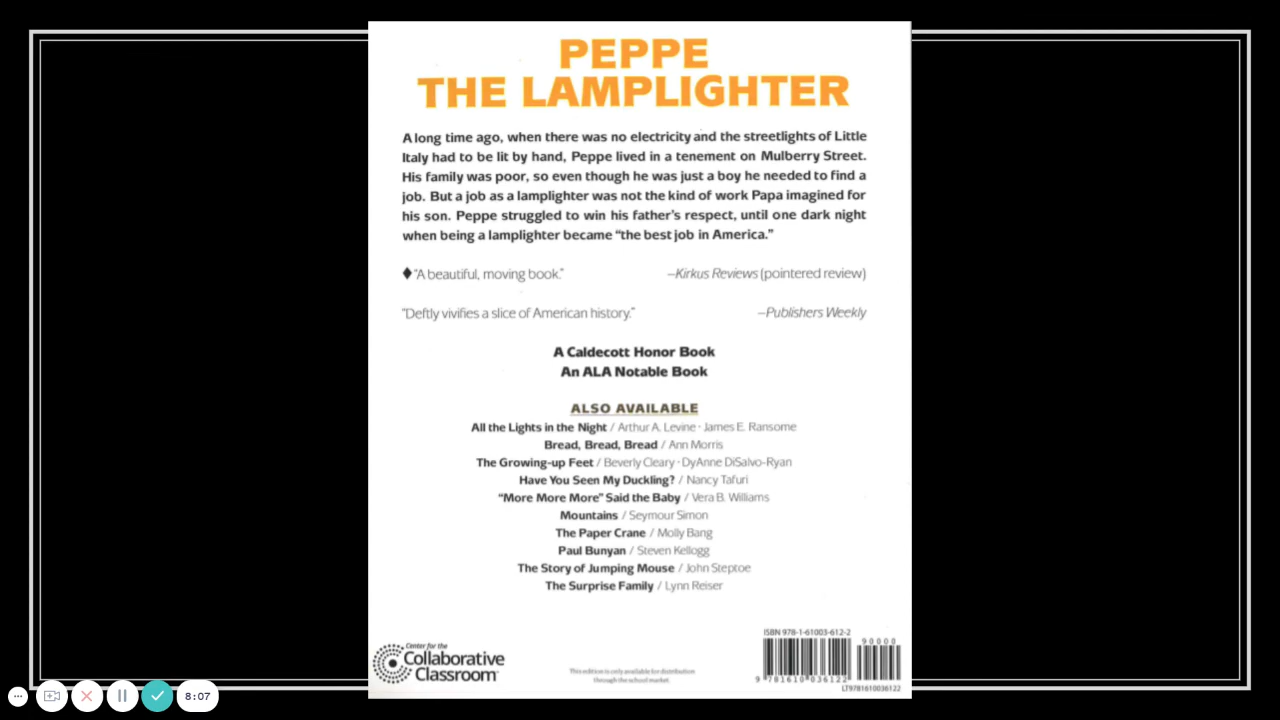 PEPPE
THE LAMPLIGHTER
A long time ago, when there was no electricity and the streetlights of Little
Italy had to be lit by hand, Peppe lived in a tenement on Mulberry Street.
His family was poor, so even though he was just a boy he needed to find a
job. But a job as a lamplighter was not the kind of work Papa imagined for
his son. Peppe struggled to win his father's respect, until one dark night
when being a lamplighter became "the best job in America."
♦"A beautiful, moving book." —Kirkus Reviews (pointered review)
"Deftly vivifies a slice of American history." —Publishers Weekly
A Caldecott Honor Book
An ALA Notable Book
ALSO AVAILABLE
All the Lights in the Night / Arthur A. Levine · James E. Ransome
Bread, Bread, Bread / Ann Morris
The Growing-up Feet / Beverly Cleary · DyAnne DiSalvo-Ryan
Have You Seen My Duckling? / Nancy Tafuri
"More More More" Said the Baby / Vera B. Williams
Mountains / Seymour Simon
The Paper Crane / Molly Bang
Paul Bunyan / Steven Kellogg
The Story of Jumping Mouse / John Steptoe
The Surprise Family / Lynn Reiser
Center for the
Collaborative
Classroom
This edition is only available for distribution
through the school market.
ISBN 978-1-61003-612-2
90000
9 781610 036122
LT9781610036122
8:07